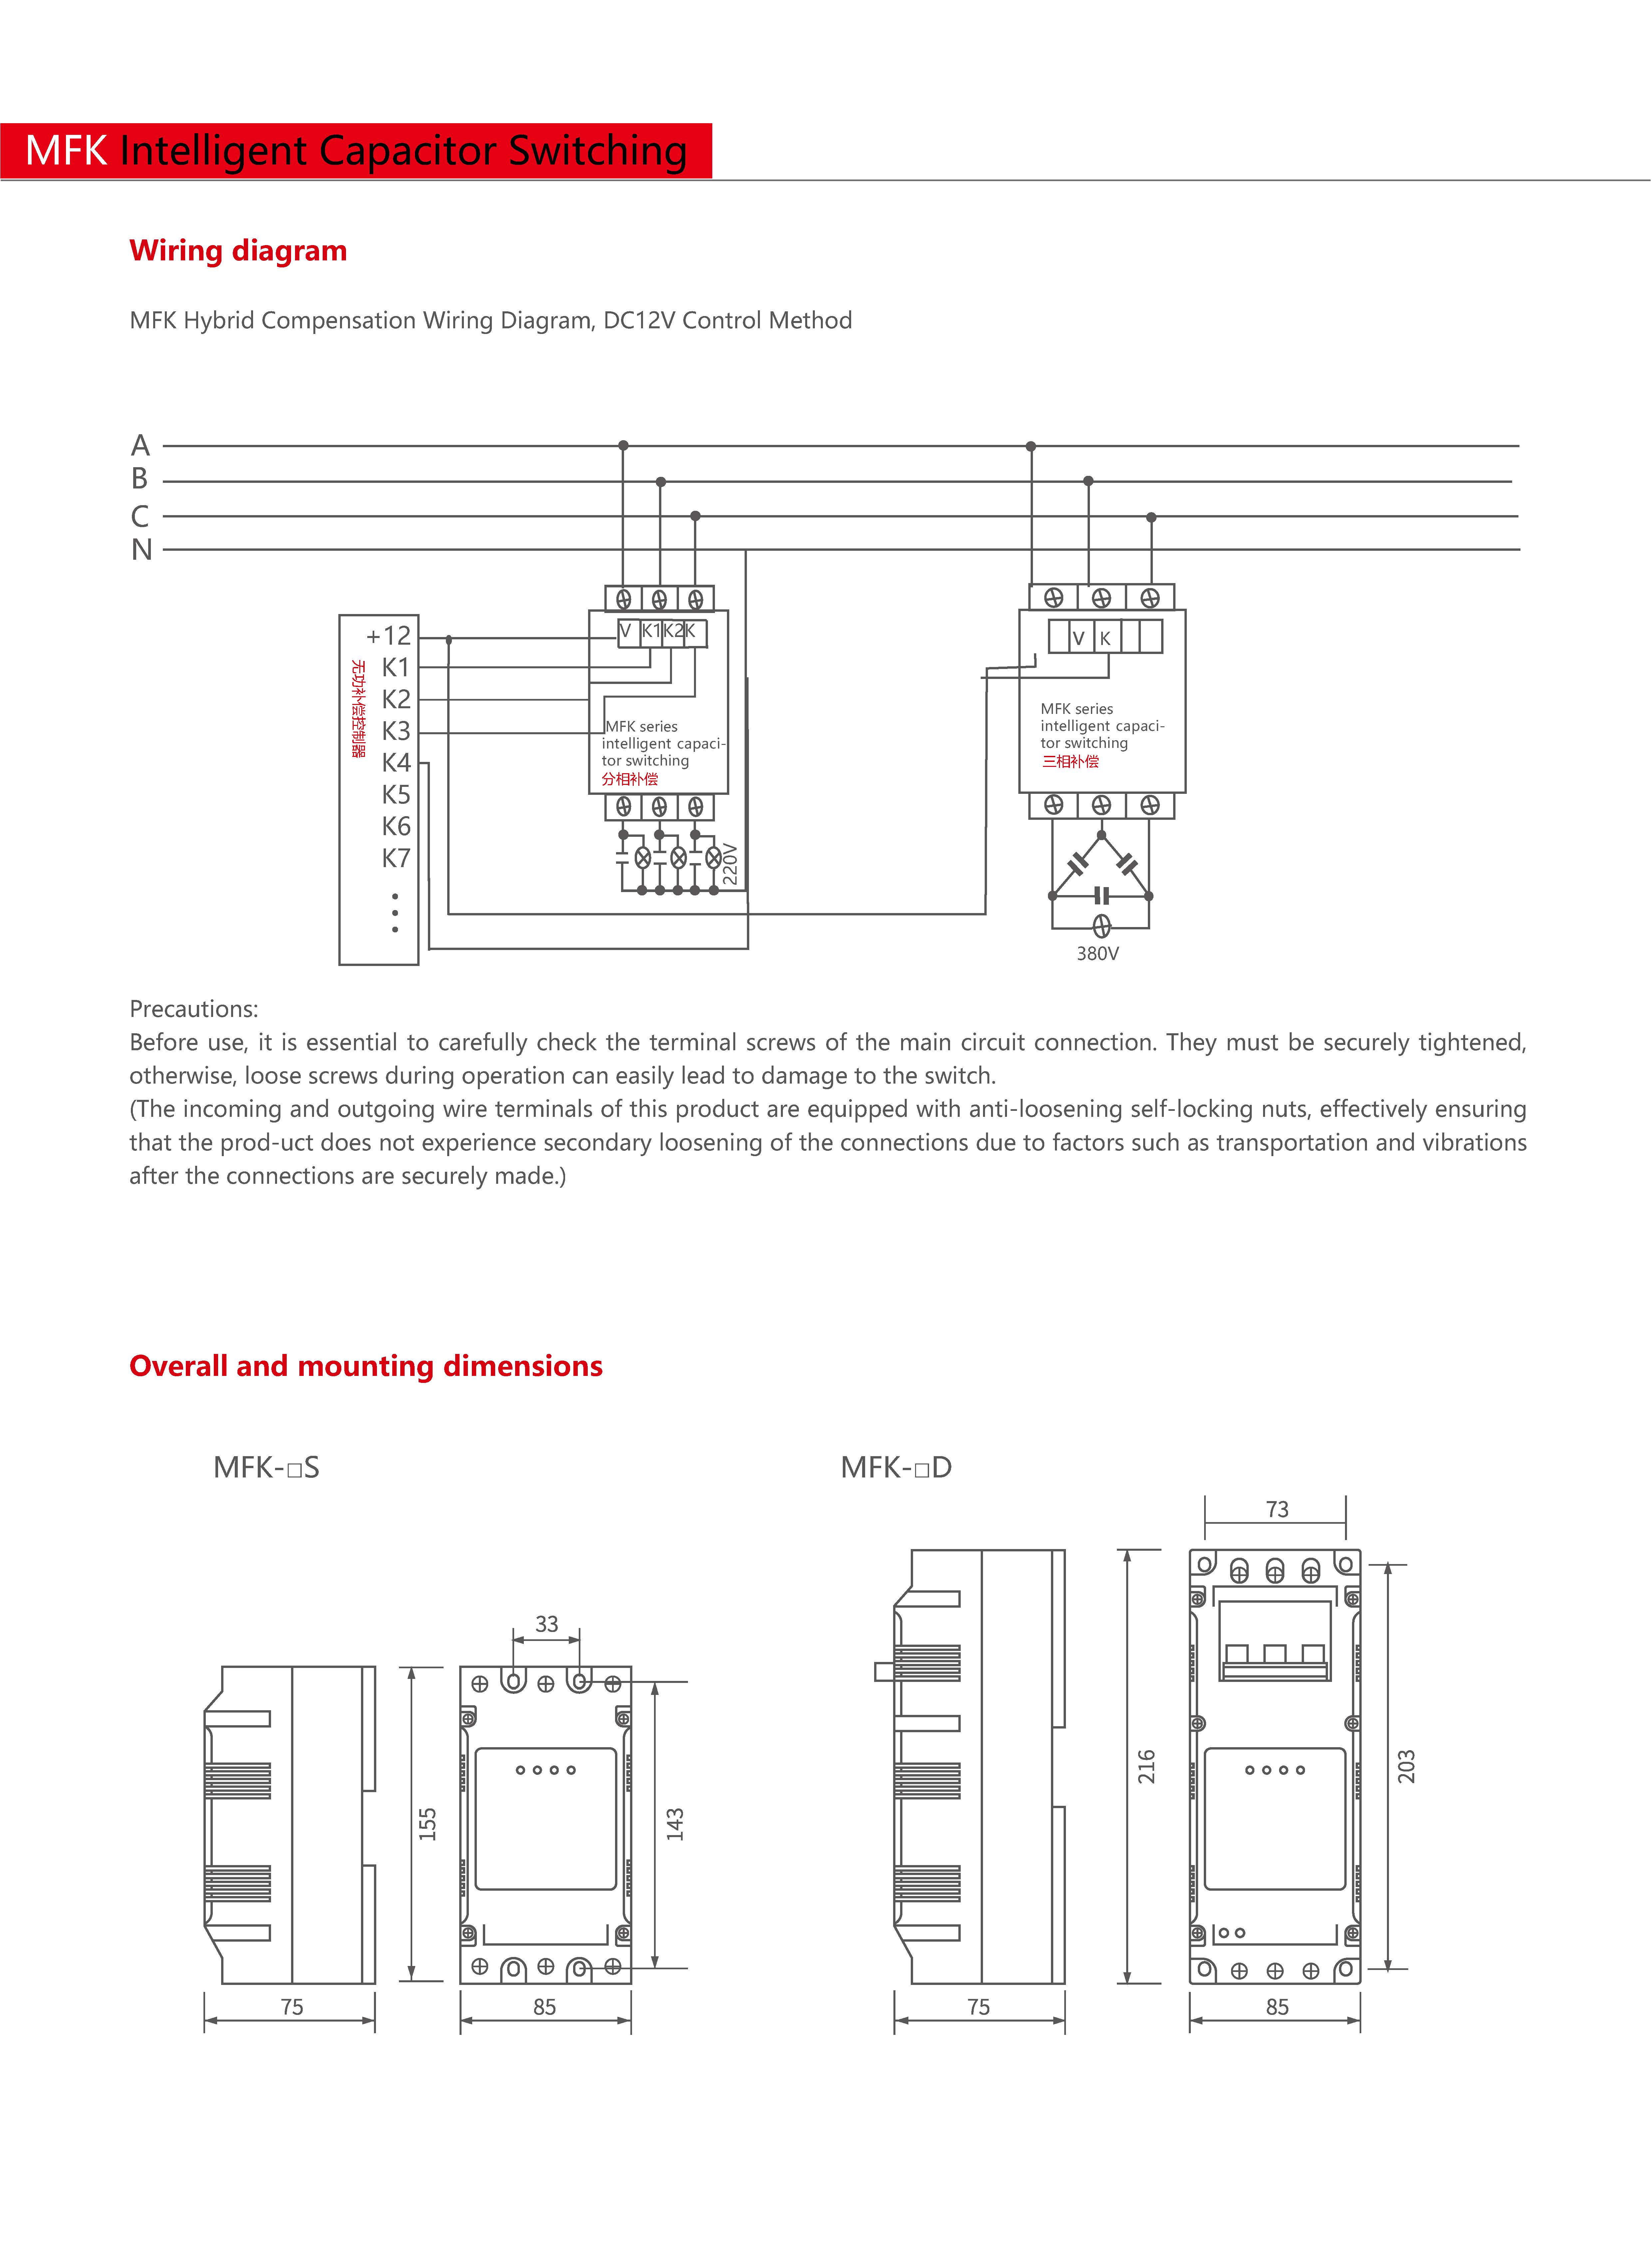 MFK Intelligent Capacitor Switching
Wiring diagram
MFK Hybrid Compensation Wiring Diagram, DC12V Control Method
A
B
C
N
+12
K1
K2
K3
K4
K5
K6
K7
无功补偿控制器
V K1 K2 K
MFK series
intelligent capaci-
tor switching
分相补偿
220V
V K
MFK series
intelligent capaci-
tor switching
三相补偿
380V
Precautions:
Before use, it is essential to carefully check the terminal screws of the main circuit connection. They must be securely tightened,
otherwise, loose screws during operation can easily lead to damage to the switch.
(The incoming and outgoing wire terminals of this product are equipped with anti-loosening self-locking nuts, effectively ensuring
that the prod-uct does not experience secondary loosening of the connections due to factors such as transportation and vibrations
after the connections are securely made.)
Overall and mounting dimensions
MFK-□S
33
155
143
75
85
MFK-□D
73
216
203
75
85